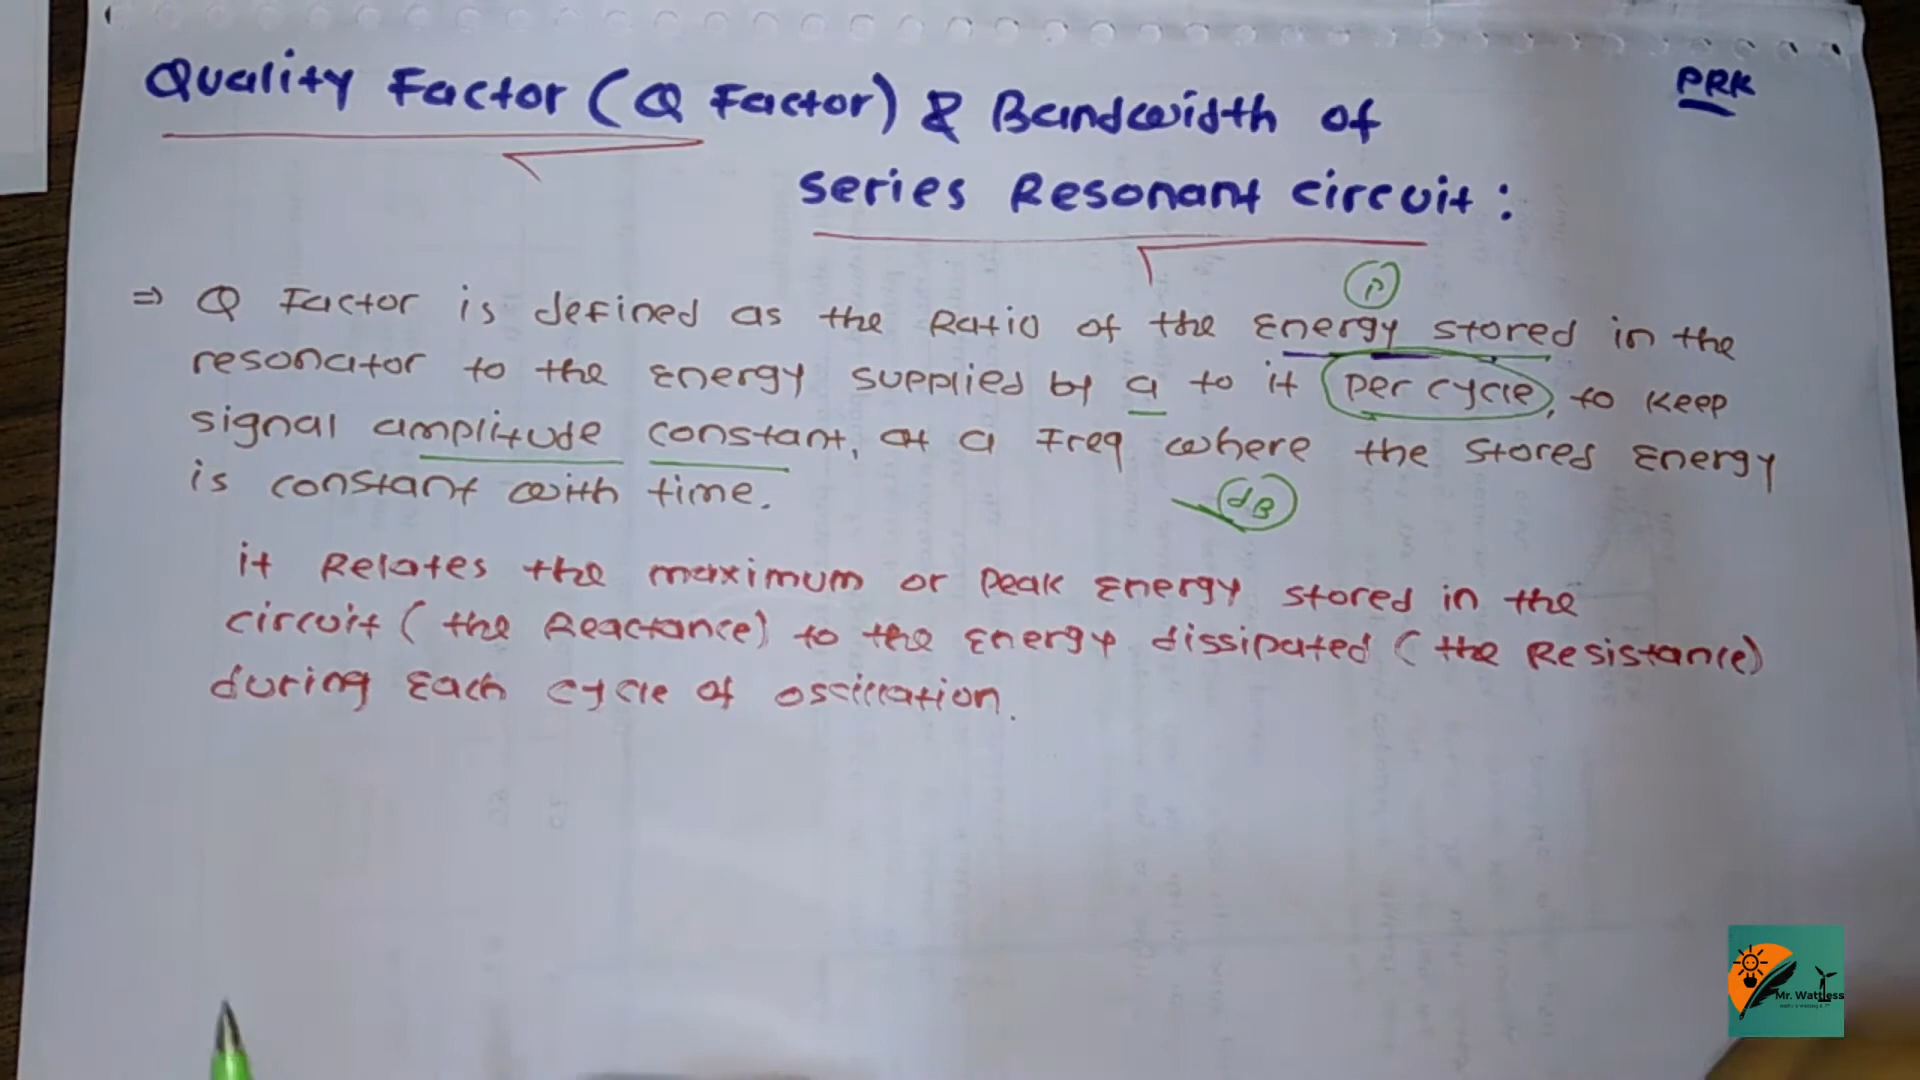 Quality Factor (Q Factor) & Bandwidth of
PRK
series Resonant circuit:
P
⇒ Q Factor is defined as the Ratio of the Energy stored in the
resonator to the Energy supplied by a to it per cycle, to keep
signal amplitude constant, at a Freq where the stored Energy
is constant with time.
dB
it Relates the maximum or peak Energy stored in the
circuit (the Reactance) to the Energy dissipated (the Resistance)
during Each cycle of oscillation.
Mr. Wattless